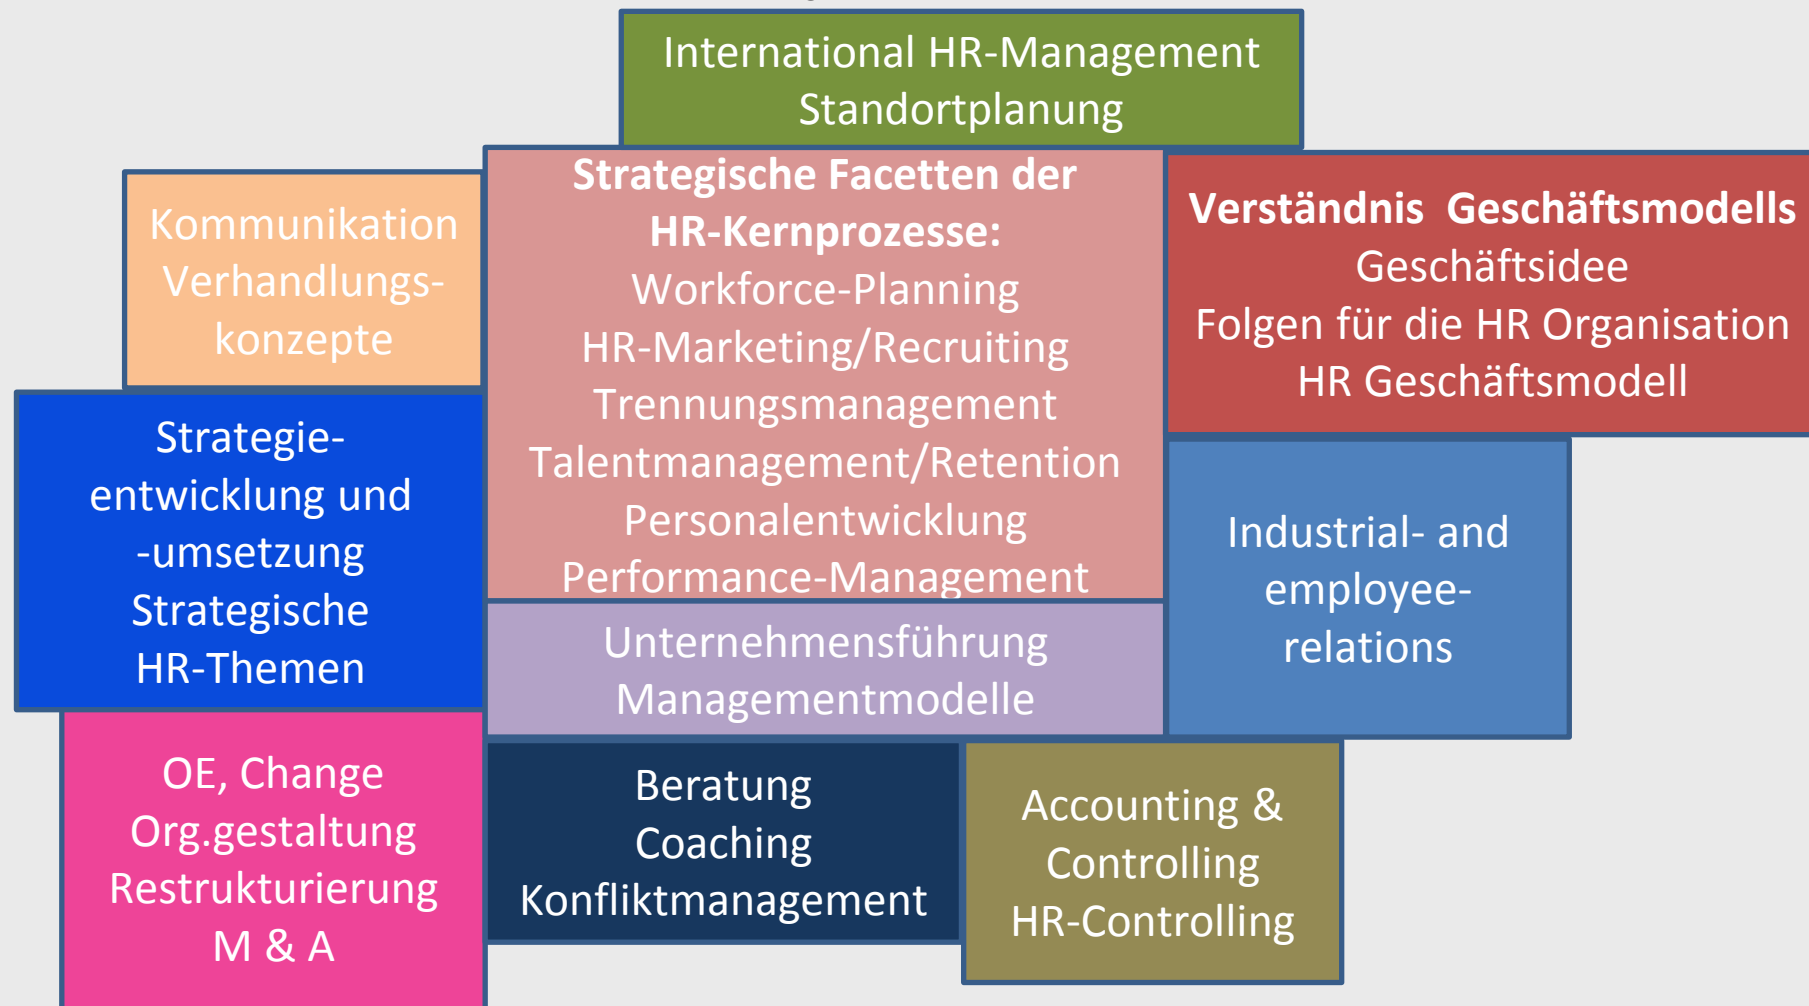 International HR-Management
Standortplanung
Kommunikation
Verhandlungs-
konzepte
Strategische Facetten der
HR-Kernprozesse:
Workforce-Planning
HR-Marketing/Recruiting
Trennungsmanagement
Talentmanagement/Retention
Personalentwicklung
Performance-Management
Verständnis Geschäftsmodells
Geschäftsidee
Folgen für die HR Organisation
HR Geschäftsmodell
Strategie-
entwicklung und
-umsetzung
Strategische
HR-Themen
Unternehmensführung
Managementmodelle
Industrial- and
employee-
relations
OE, Change
Org.gestaltung
Restrukturierung
M & A
Beratung
Coaching
Konfliktmanagement
Accounting &
Controlling
HR-Controlling